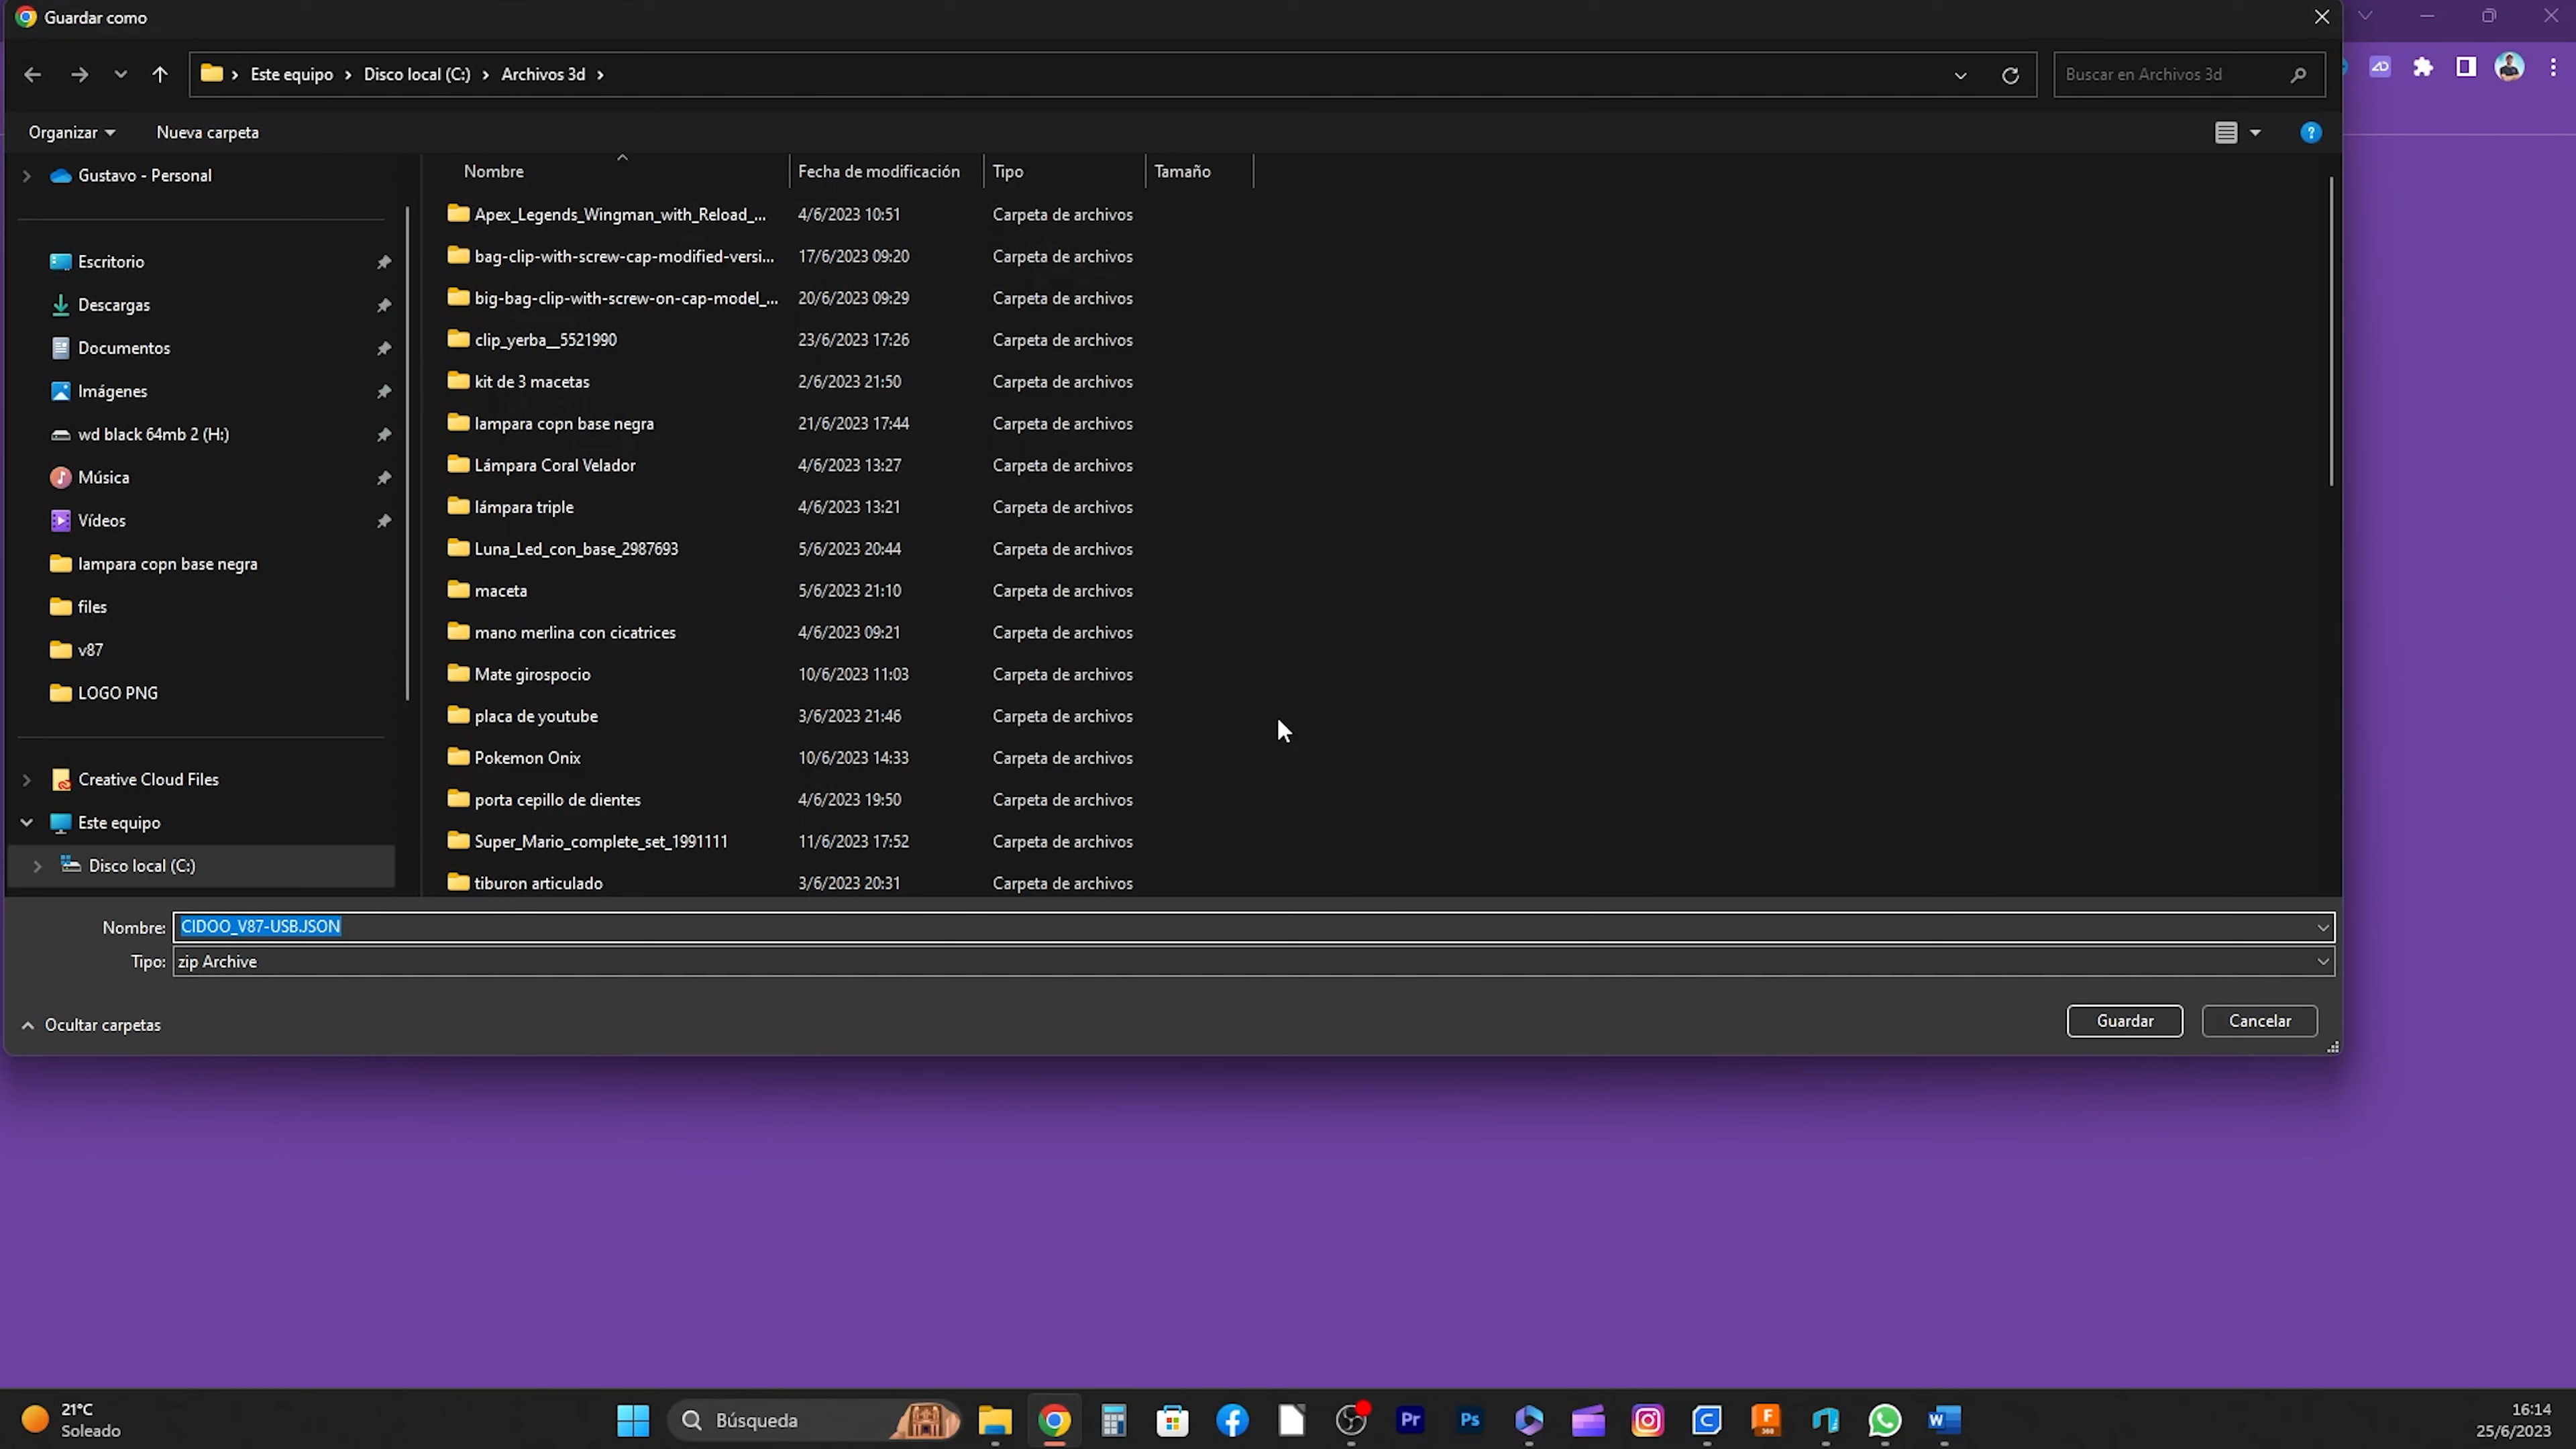 Guardar como
Este equipo > Disco local (C:) > Archivos 3d >
Buscar en Archivos 3d
Organizar
Nueva carpeta
Gustavo - Personal
Escritorio
Descargas
Documentos
Imágenes
wd black 64mb 2 (H:)
Música
Vídeos
lampara copn base negra
files
v87
LOGO PNG
Creative Cloud Files
Este equipo
Disco local (C:)
Nombre Fecha de modificación Tipo Tamaño
Apex_Legends_Wingman_with_Reload_... 4/6/2023 10:51 Carpeta de archivos
bag-clip-with-screw-cap-modified-versi... 17/6/2023 09:20 Carpeta de archivos
big-bag-clip-with-screw-on-cap-model_... 20/6/2023 09:29 Carpeta de archivos
clip_yerba__5521990 23/6/2023 17:26 Carpeta de archivos
kit de 3 macetas 2/6/2023 21:50 Carpeta de archivos
lampara copn base negra 21/6/2023 17:44 Carpeta de archivos
Lámpara Coral Velador 4/6/2023 13:27 Carpeta de archivos
lámpara triple 4/6/2023 13:21 Carpeta de archivos
Luna_Led_con_base_2987693 5/6/2023 20:44 Carpeta de archivos
maceta 5/6/2023 21:10 Carpeta de archivos
mano merlina con cicatrices 4/6/2023 09:21 Carpeta de archivos
Mate girospocio 10/6/2023 11:03 Carpeta de archivos
placa de youtube 3/6/2023 21:46 Carpeta de archivos
Pokemon Onix 10/6/2023 14:33 Carpeta de archivos
porta cepillo de dientes 4/6/2023 19:50 Carpeta de archivos
Super_Mario_complete_set_1991111 11/6/2023 17:52 Carpeta de archivos
tiburon articulado 3/6/2023 20:31 Carpeta de archivos
Nombre: CIDOO_V87-USB.JSON
Tipo: zip Archive
Ocultar carpetas
Guardar
Cancelar
21°C
Soleado
Búsqueda
Pr
Ps
F
360
W
16:14
25/6/2023